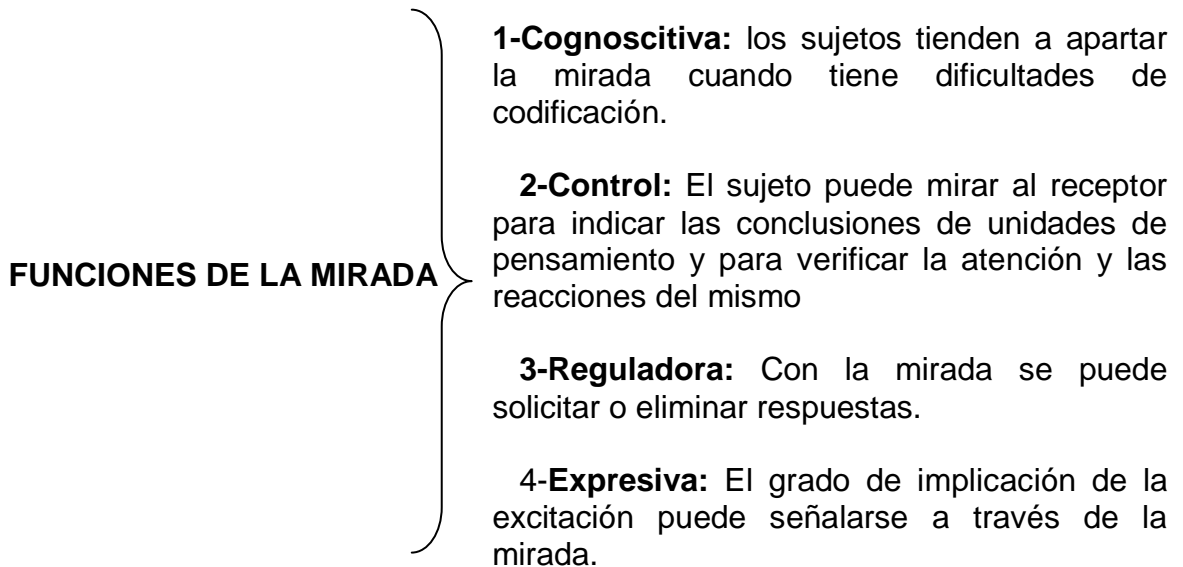 FUNCIONES DE LA MIRADA
1-Cognoscitiva: los sujetos tienden a apartar
la mirada cuando tiene dificultades de
codificación.
2-Control: El sujeto puede mirar al receptor
para indicar las conclusiones de unidades de
pensamiento y para verificar la atención y las
reacciones del mismo
3-Reguladora: Con la mirada se puede
solicitar o eliminar respuestas.
4-Expresiva: El grado de implicación de la
excitación puede señalarse a través de la
mirada.